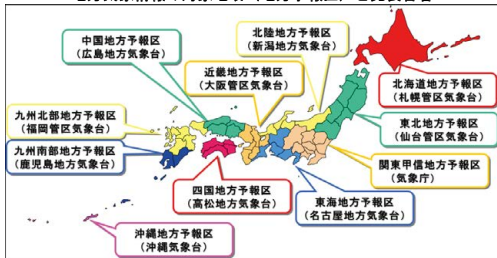 中国地方予報区
(広島地方気象台)
北陸地方予報区
(新潟地方気象台)
近畿地方予報区
(大阪管区気象台)
北海道地方予報区
(札幌管区気象台)
九州北部地方予報区
(福岡管区気象台)
東北地方予報区
(仙台管区気象台)
九州南部地方予報区
(鹿児島地方気象台)
関東甲信地方予報区
(気象庁)
四国地方予報区
(高松地方気象台)
東海地方予報区
(名古屋地方気象台)
沖縄地方予報区
(沖縄気象台)